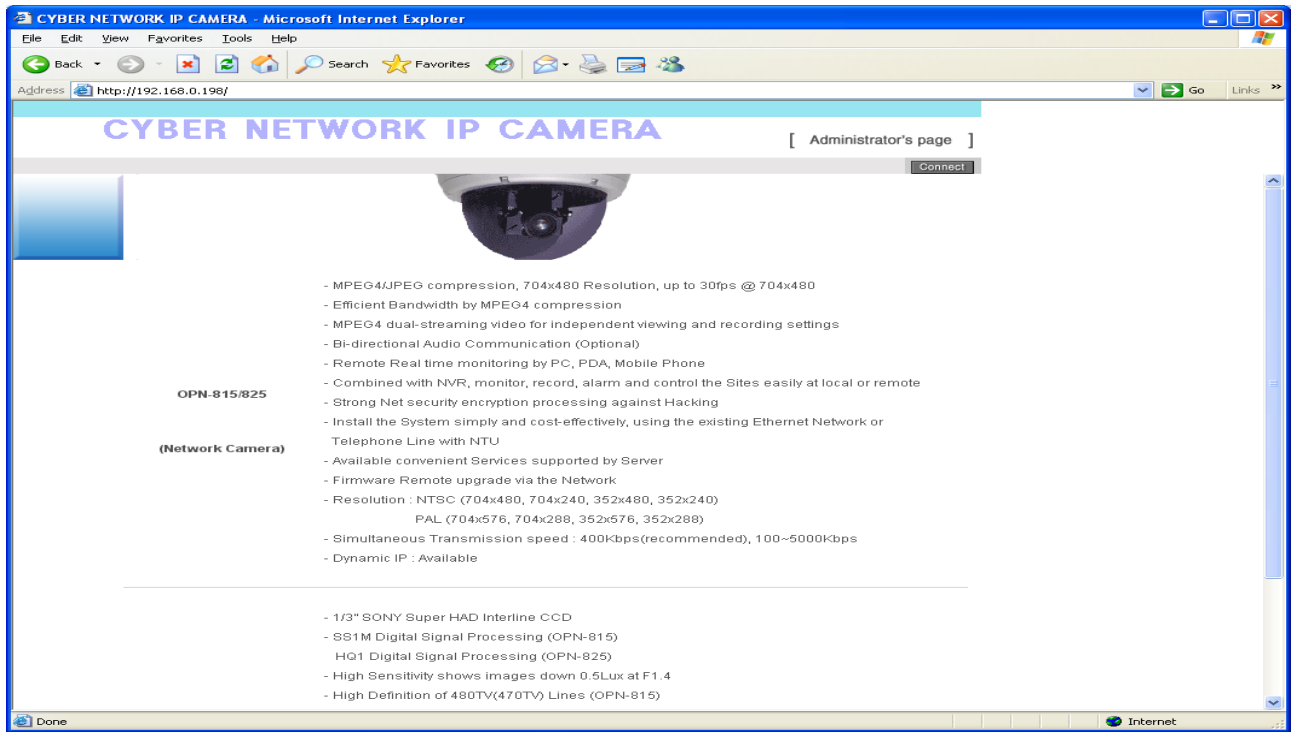 CYBER NETWORK IP CAMERA - Microsoft Internet Explorer
File Edit View Favorites Tools Help
Back Search Favorites
Address http://192.168.0.198/ Go Links »
CYBER NETWORK IP CAMERA
[ Administrator's page ]
Connect
- MPEG4/JPEG compression, 704x480 Resolution, up to 30fps @ 704x480
- Efficient Bandwidth by MPEG4 compression
- MPEG4 dual-streaming video for independent viewing and recording settings
- Bi-directional Audio Communication (Optional)
- Remote Real time monitoring by PC, PDA, Mobile Phone
- Combined with NVR, monitor, record, alarm and control the Sites easily at local or remote
OPN-815/825
- Strong Net security encryption processing against Hacking
- Install the System simply and cost-effectively, using the existing Ethernet Network or
Telephone Line with NTU
(Network Camera)
- Available convenient Services supported by Server
- Firmware Remote upgrade via the Network
- Resolution : NTSC (704x480, 704x240, 352x480, 352x240)
PAL (704x576, 704x288, 352x576, 352x288)
- Simultaneous Transmission speed : 400Kbps(recommended), 100~5000Kbps
- Dynamic IP : Available
- 1/3" SONY Super HAD Interline CCD
- SS1M Digital Signal Processing (OPN-815)
HQ1 Digital Signal Processing (OPN-825)
- High Sensitivity shows images down 0.5Lux at F1.4
- High Definition of 480TV(470TV) Lines (OPN-815)
Done Internet